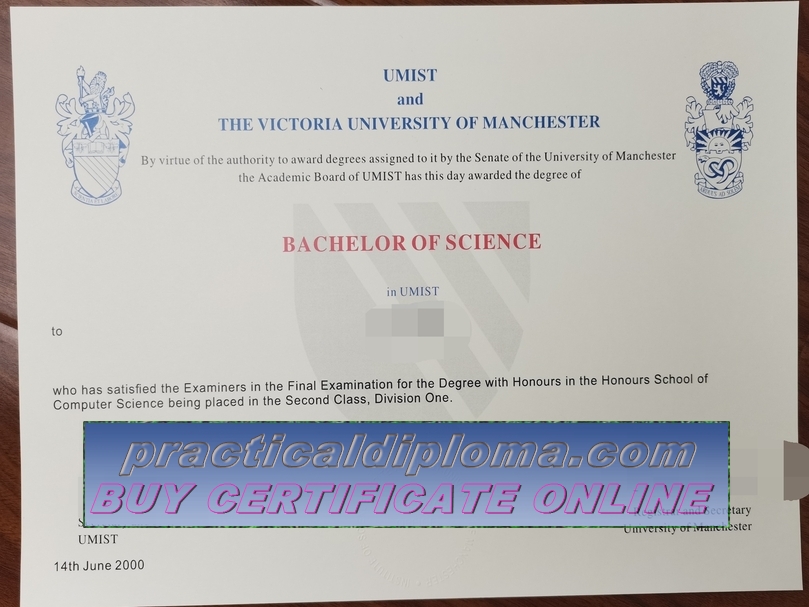 UMIST
and
THE VICTORIA UNIVERSITY OF MANCHESTER
By virtue of the authority to award degrees assigned to it by the Senate of the University of Manchester
the Academic Board of UMIST has this day awarded the degree of
BACHELOR OF SCIENCE
in UMIST
to
who has satisfied the Examiners in the Final Examination for the Degree with Honours in the Honours School of
Computer Science being placed in the Second Class, Division One.
practicaldiploma.com
BUY CERTIFICATE ONLINE
Registrar and Secretary
University of Manchester
UMIST
14th June 2000